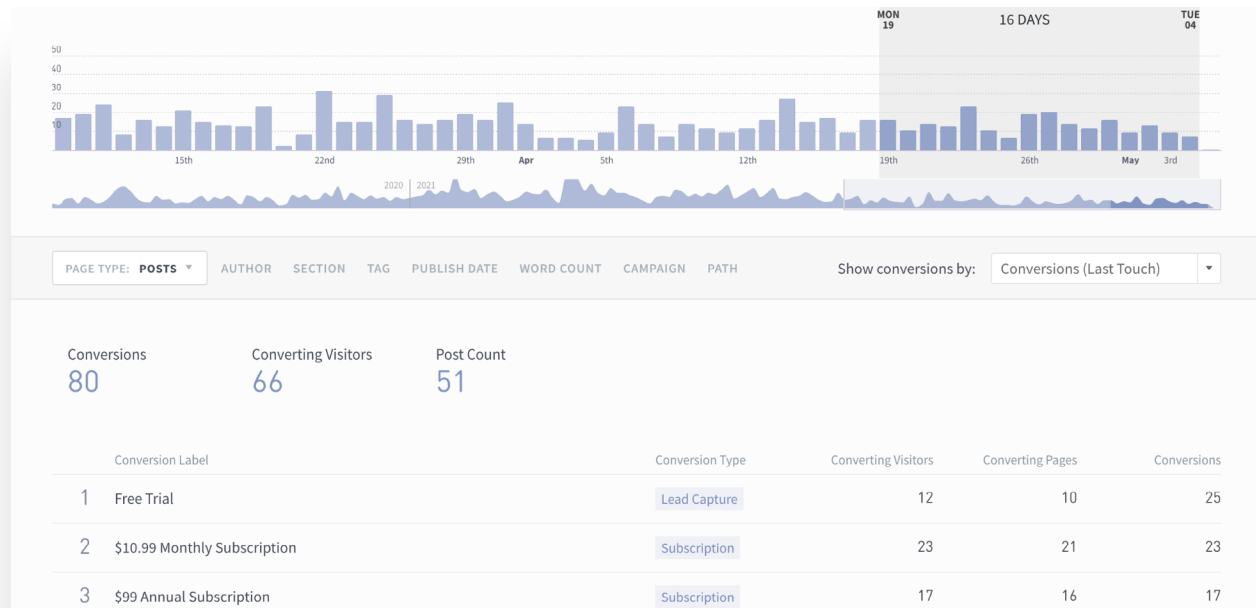 MON
19
16 DAYS
TUE
04
50
40
30
20
10
15th 22nd 29th Apr 5th 12th 19th 26th May 3rd
2020 2021
PAGE TYPE: POSTS AUTHOR SECTION TAG PUBLISH DATE WORD COUNT CAMPAIGN PATH Show conversions by: Conversions (Last Touch)
Conversions Converting Visitors Post Count
80 66 51
Conversion Label Conversion Type Converting Visitors Converting Pages Conversions
1 Free Trial Lead Capture 12 10 25
2 $10.99 Monthly Subscription Subscription 23 21 23
3 $99 Annual Subscription Subscription 17 16 17